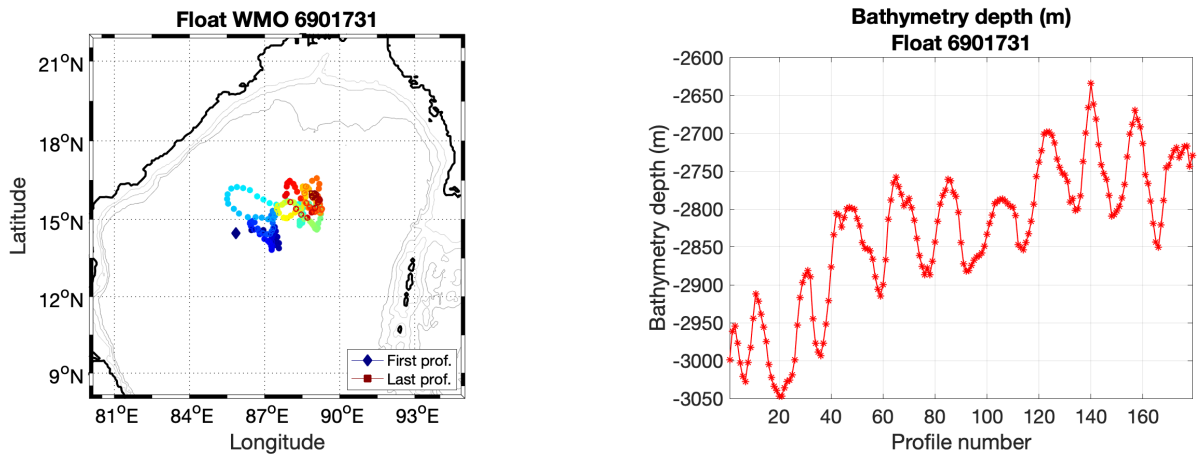 Float WMO 6901731
21°N
18°N
15°N
12°N
9°N
Latitude
81°E 84°E 87°E 90°E 93°E
Longitude
First prof.
Last prof.
Bathymetry depth (m)
Float 6901731
-2600
-2650
-2700
-2750
-2800
-2850
-2900
-2950
-3000
-3050
Bathymetry depth (m)
20 40 60 80 100 120 140 160
Profile number